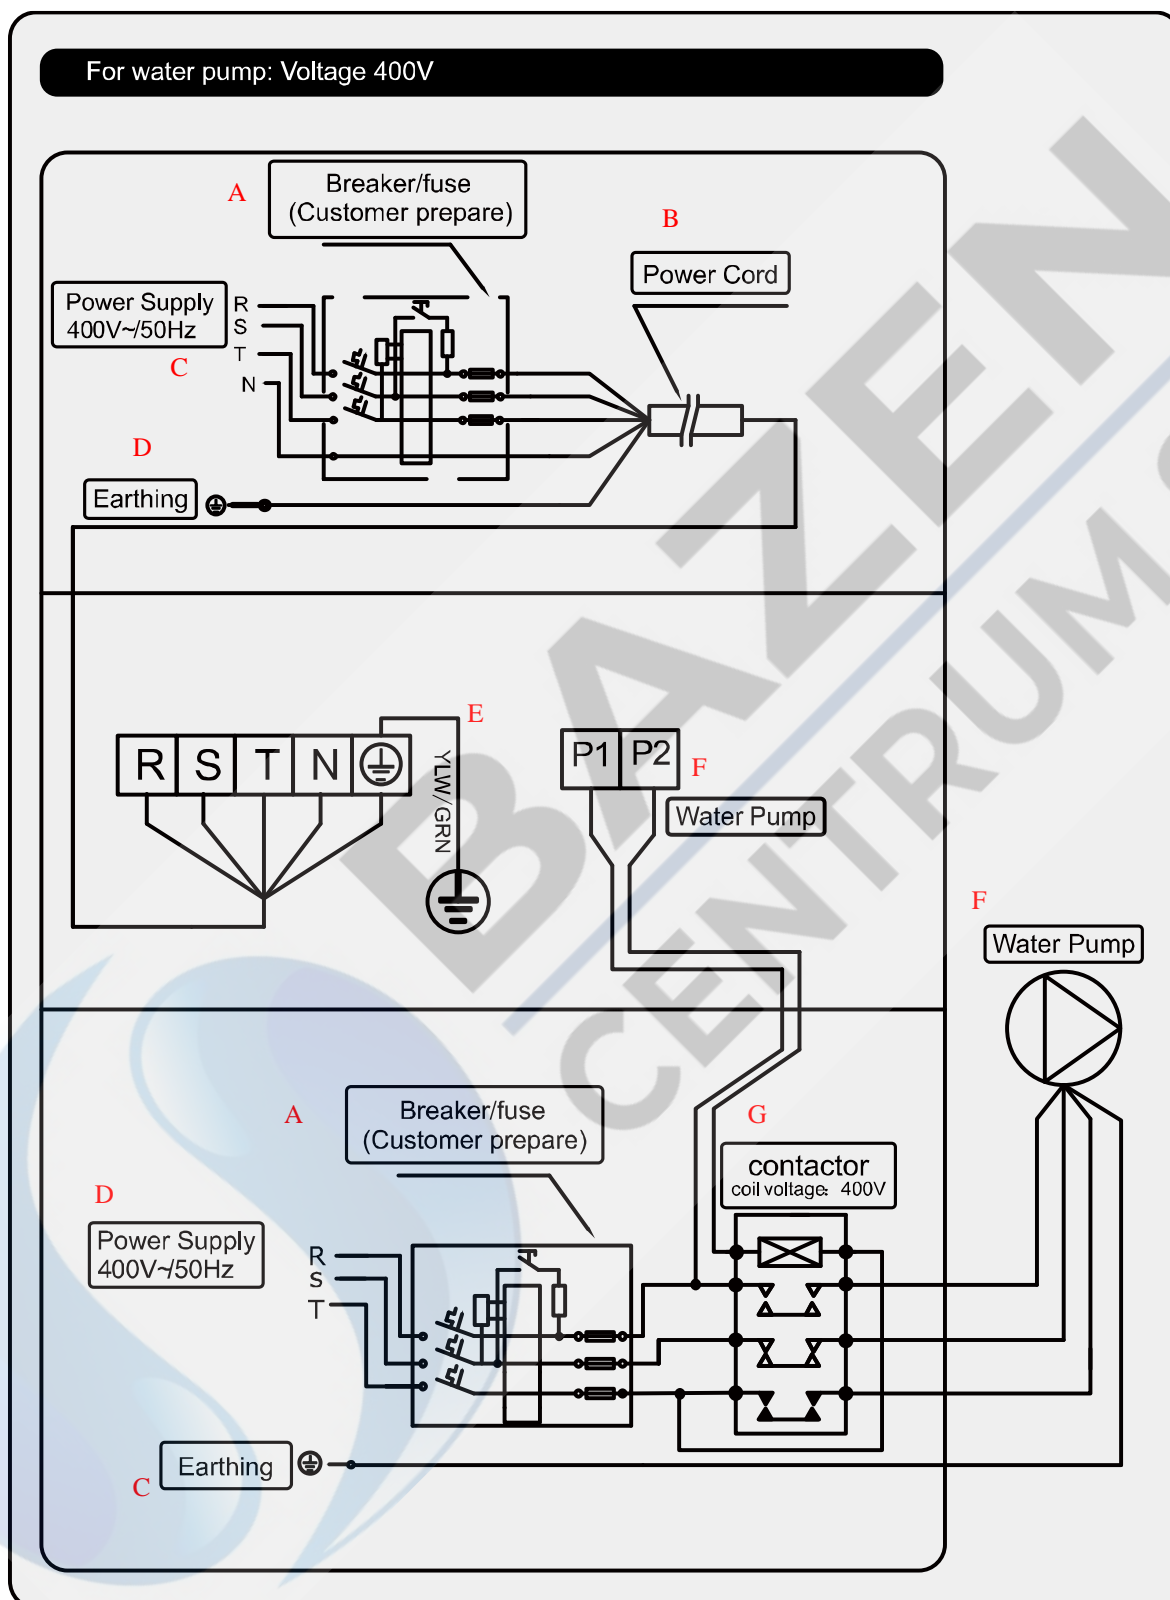 For water pump: Voltage 400V
A
Breaker/fuse
(Customer prepare)
B
Power Cord
Power Supply
400V~/50Hz
R
S
T
N
C
D
Earthing
E
R S T N
YLW/GRN
P1 P2
F
Water Pump
F
Water Pump
A
Breaker/fuse
(Customer prepare)
G
contactor
coil voltage: 400V
D
Power Supply
400V~/50Hz
R
S
T
Earthing
C
BAZEN
CENTRUM